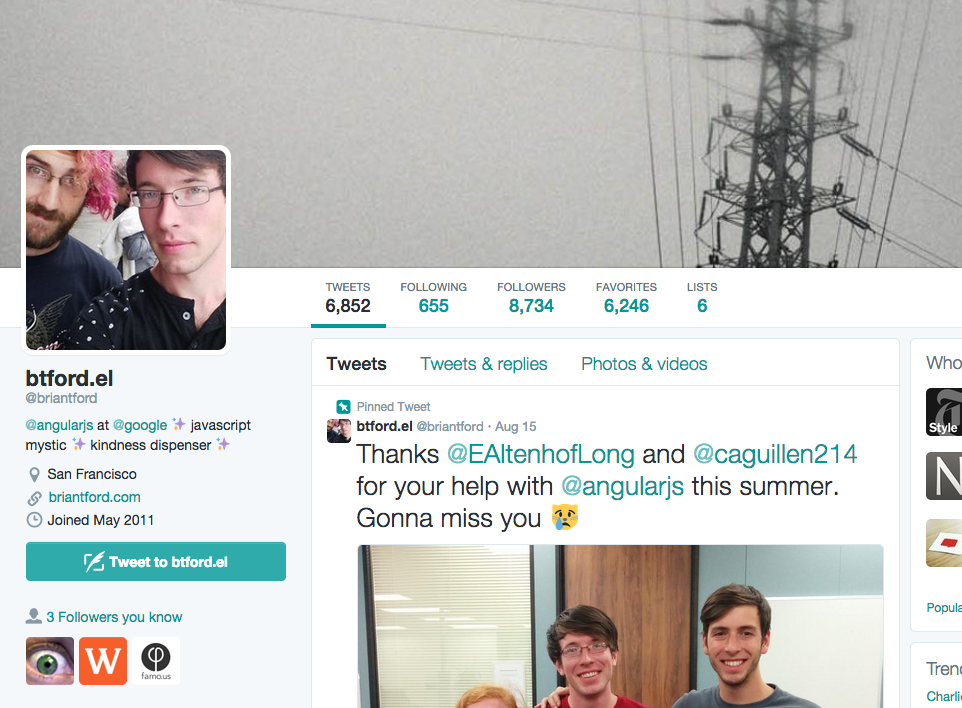 TWEETS
6,852
FOLLOWING
655
FOLLOWERS
8,734
FAVORITES
6,246
LISTS
6
btford.el
@briantford
@angularjs at @google ✨ javascript
mystic ✨ kindness dispenser ✨
San Francisco
briantford.com
Joined May 2011
Tweet to btford.el
3 Followers you know
W
famo.us
Tweets
Tweets & replies
Photos & videos
Pinned Tweet
btford.el @briantford · Aug 15
Thanks @EAltenhofLong and @caguillen214
for your help with @angularjs this summer.
Gonna miss you 😿
Who
Style
N
Popula
Trend
Charli